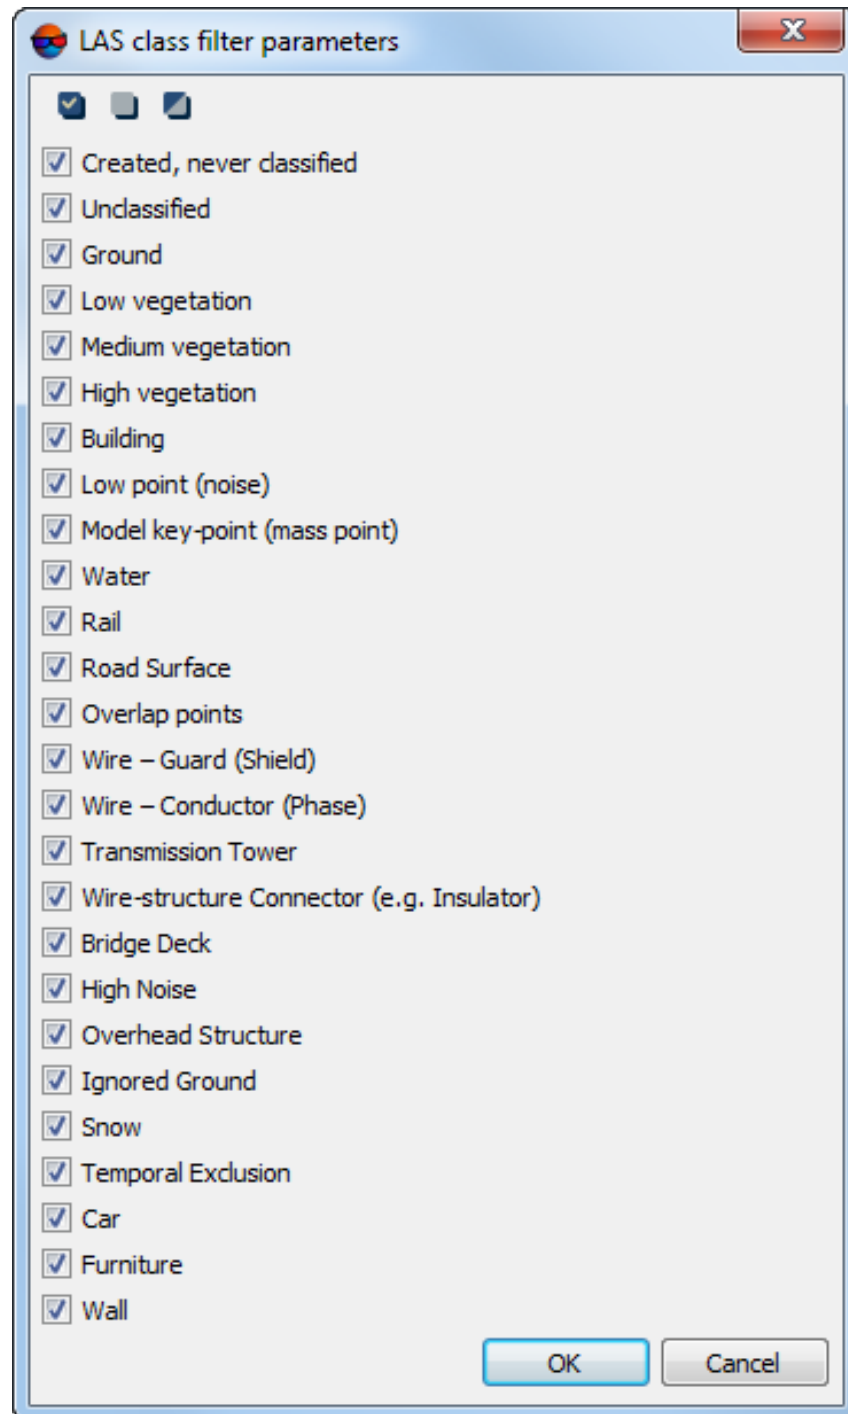 LAS class filter parameters
Created, never classified
Unclassified
Ground
Low vegetation
Medium vegetation
High vegetation
Building
Low point (noise)
Model key-point (mass point)
Water
Rail
Road Surface
Overlap points
Wire – Guard (Shield)
Wire – Conductor (Phase)
Transmission Tower
Wire-structure Connector (e.g. Insulator)
Bridge Deck
High Noise
Overhead Structure
Ignored Ground
Snow
Temporal Exclusion
Car
Furniture
Wall
OK Cancel